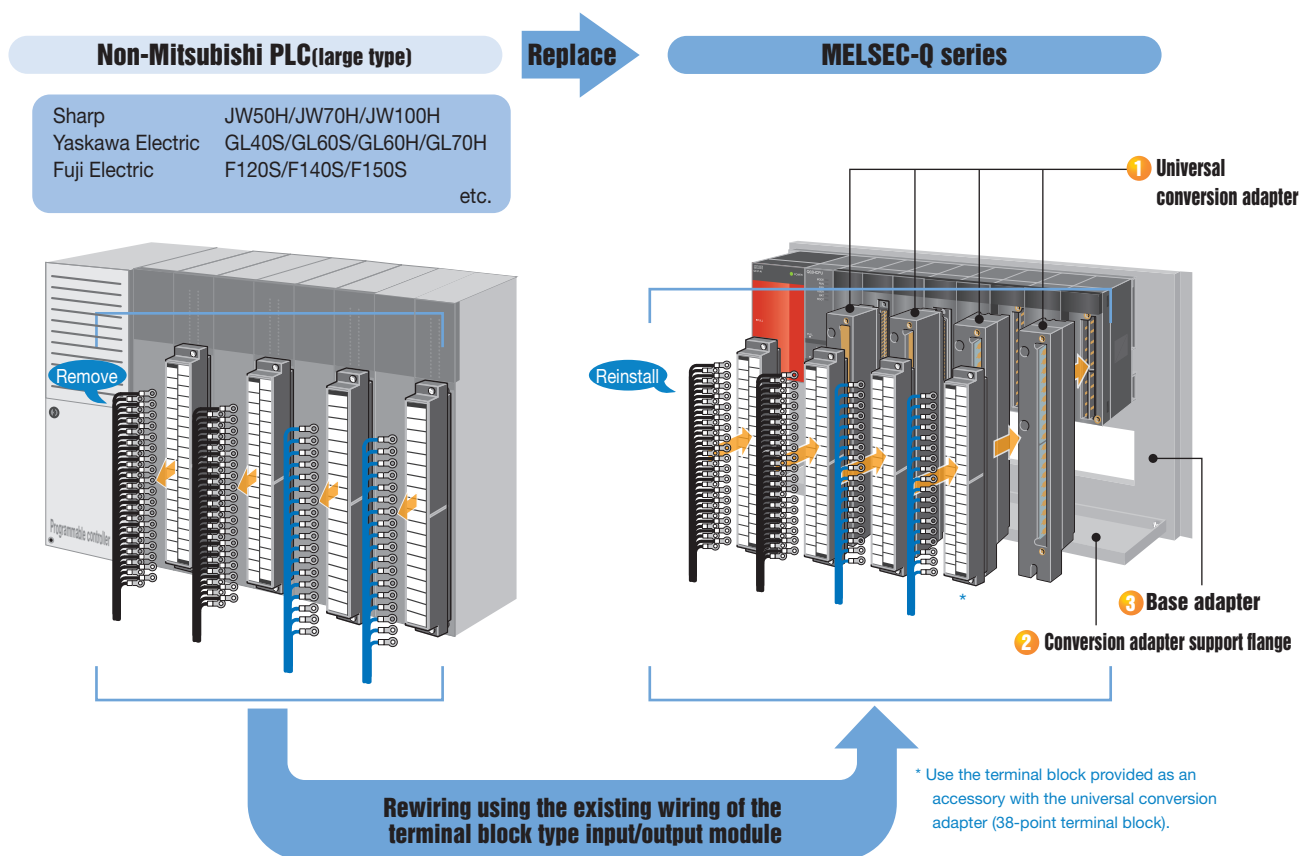 Non-Mitsubishi PLC(large type)
Replace
MELSEC-Q series
Sharp JW50H/JW70H/JW100H
Yaskawa Electric GL40S/GL60S/GL60H/GL70H
Fuji Electric F120S/F140S/F150S
etc.
1 Universal
conversion adapter
Remove
Reinstall
Programmable controller
*
3 Base adapter
2 Conversion adapter support flange
Rewiring using the existing wiring of the
terminal block type input/output module
* Use the terminal block provided as an
accessory with the universal conversion
adapter (38-point terminal block).